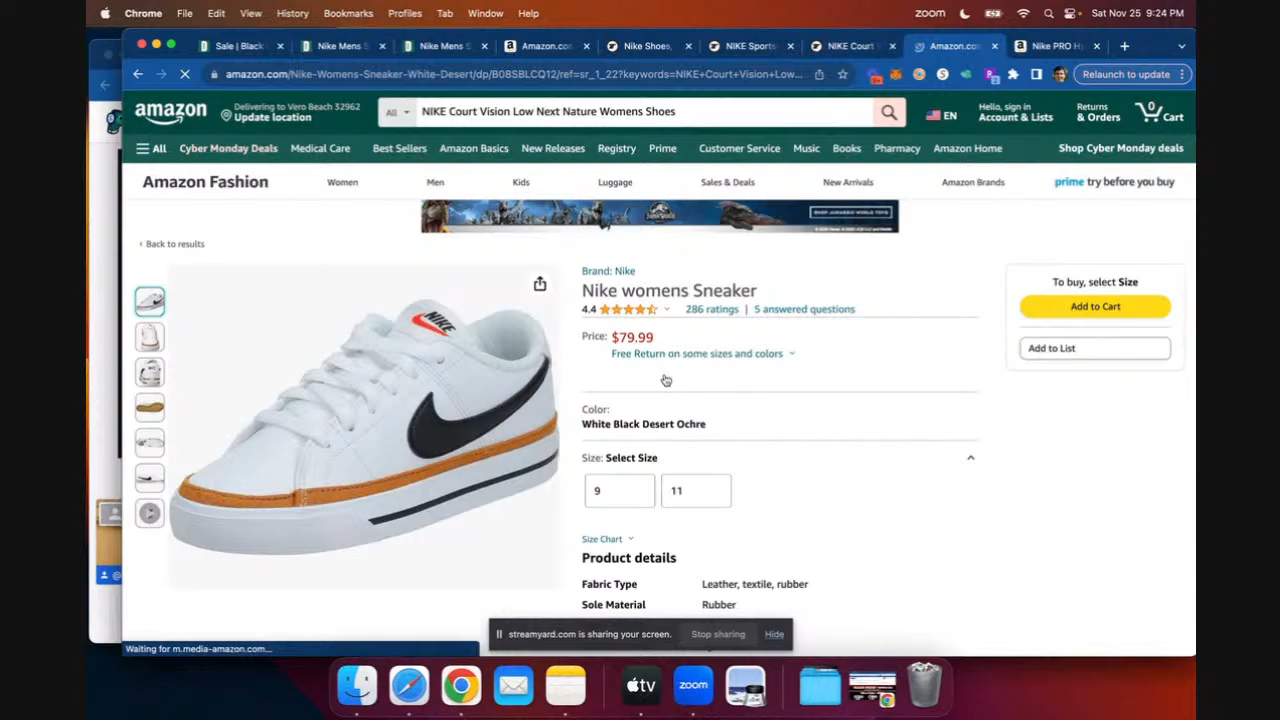 Chrome File Edit View History Bookmarks Profiles Tab Window Help zoom Sat Nov 25 9:24 PM
Sale | Black Nike Mens S Nike Mens S Amazon.com Nike Shoes, NIKE Sports NIKE Court Amazon.co Nike PRO H
amazon.com/Nike-Womens-Sneaker-White-Desert/dp/B08SBLCQ12/ref=sr_1_22?keywords=NIKE+Court+Vision+Low... Relaunch to update
amazon Delivering to Vero Beach 32962 Update location All NIKE Court Vision Low Next Nature Womens Shoes EN Hello, sign in Account & Lists Returns & Orders 0 Cart
All Cyber Monday Deals Medical Care Best Sellers Amazon Basics New Releases Registry Prime Customer Service Music Books Pharmacy Amazon Home Shop Cyber Monday deals
Amazon Fashion Women Men Kids Luggage Sales & Deals New Arrivals Amazon Brands prime try before you buy
SHOP JURASSIC WORLD TOYS
‹ Back to results
Brand: Nike
Nike womens Sneaker
4.4 286 ratings | 5 answered questions
Price: $79.99
Free Return on some sizes and colors
Color:
White Black Desert Ochre
Size: Select Size
9 11
Size Chart
Product details
Fabric Type Leather, textile, rubber
Sole Material Rubber
To buy, select Size
Add to Cart
Add to List
NIKE
streamyard.com is sharing your screen. Stop sharing Hide
Waiting for m.media-amazon.com...
tv zoom